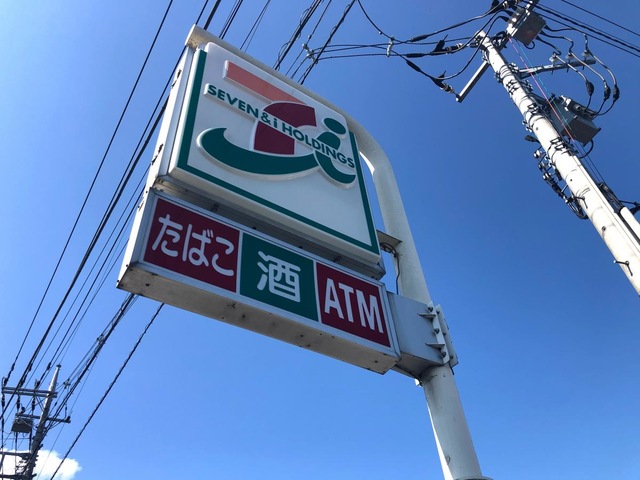 SEVEN & i HOLDINGS
たばこ 酒 ATM